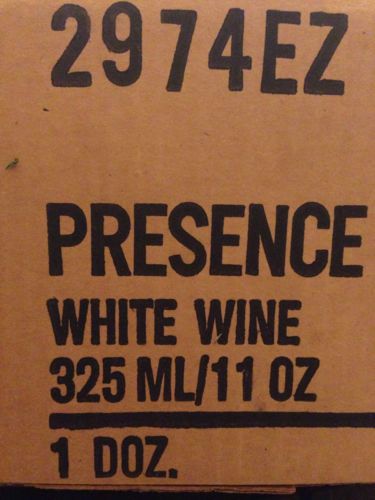 2974EZ
PRESENCE
WHITE WINE
325 ML/11 OZ
1 DOZ.